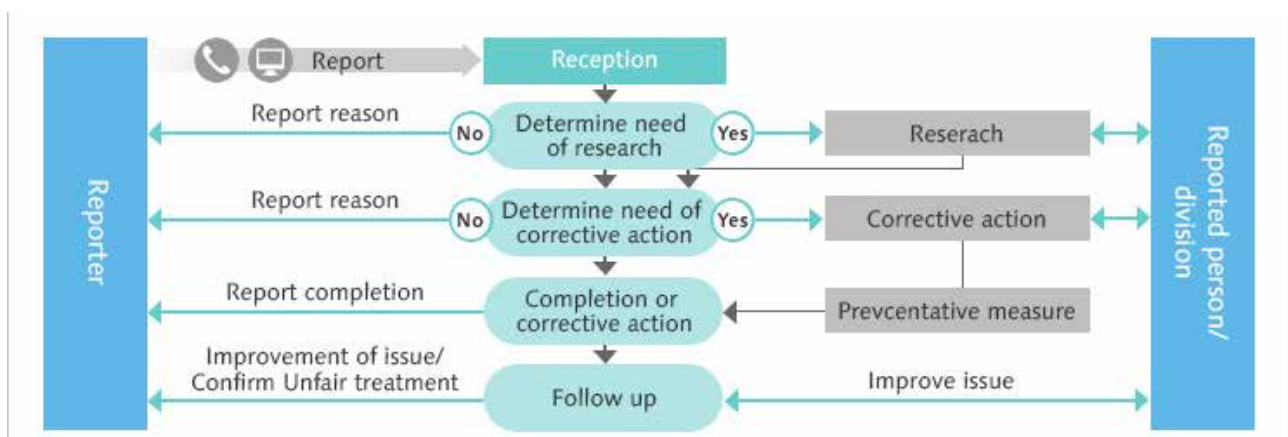 Report
Reception
Report reason
No
Determine need
of research
Yes
Reserach
Report reason
No
Determine need of
corrective action
Yes
Corrective action
Report completion
Completion or
corrective action
Prevcentative measure
Improvement of issue/
Confirm Unfair treatment
Follow up
Improve issue
Reporter
Reported person/
division